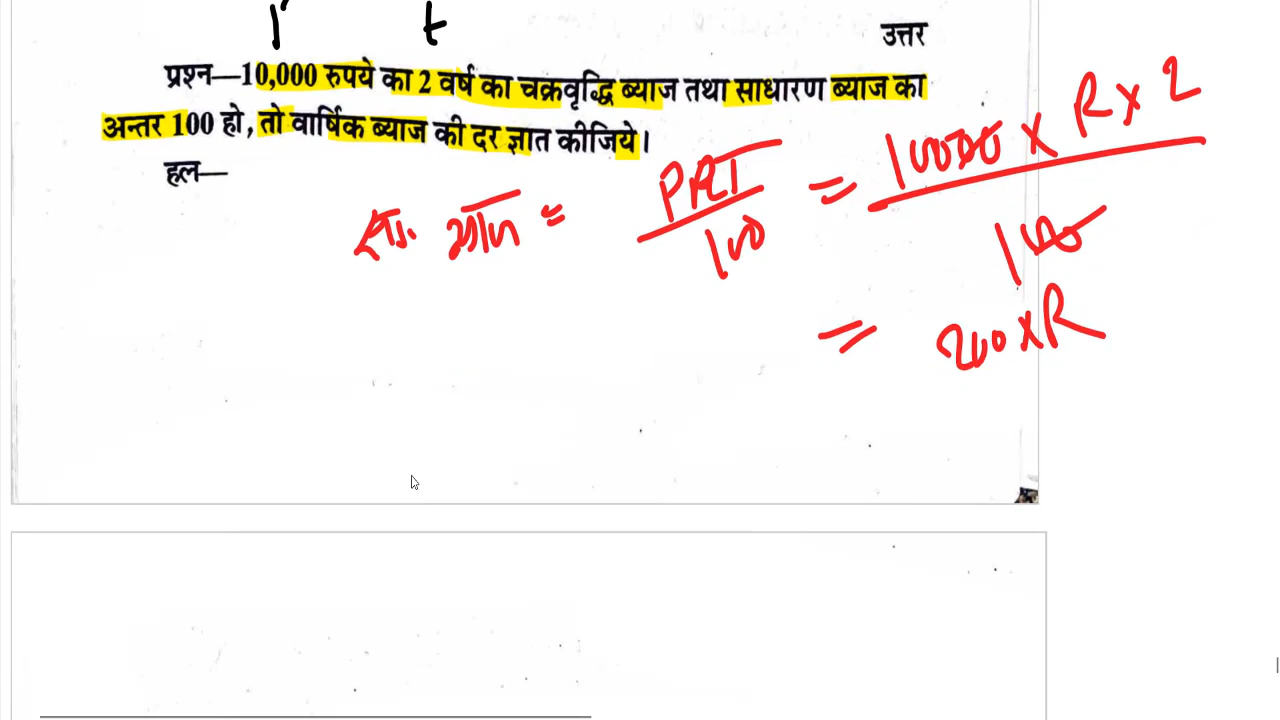 P t
उत्तर
प्रश्न—10,000 रुपये का 2 वर्ष का चक्रवृद्धि ब्याज तथा साधारण ब्याज का
अन्तर 100 हो, तो वार्षिक ब्याज की दर ज्ञात कीजिये।
हल—
सा. ब्याज = PRT/100 = 10000 × R × 2/100
= 200 × R